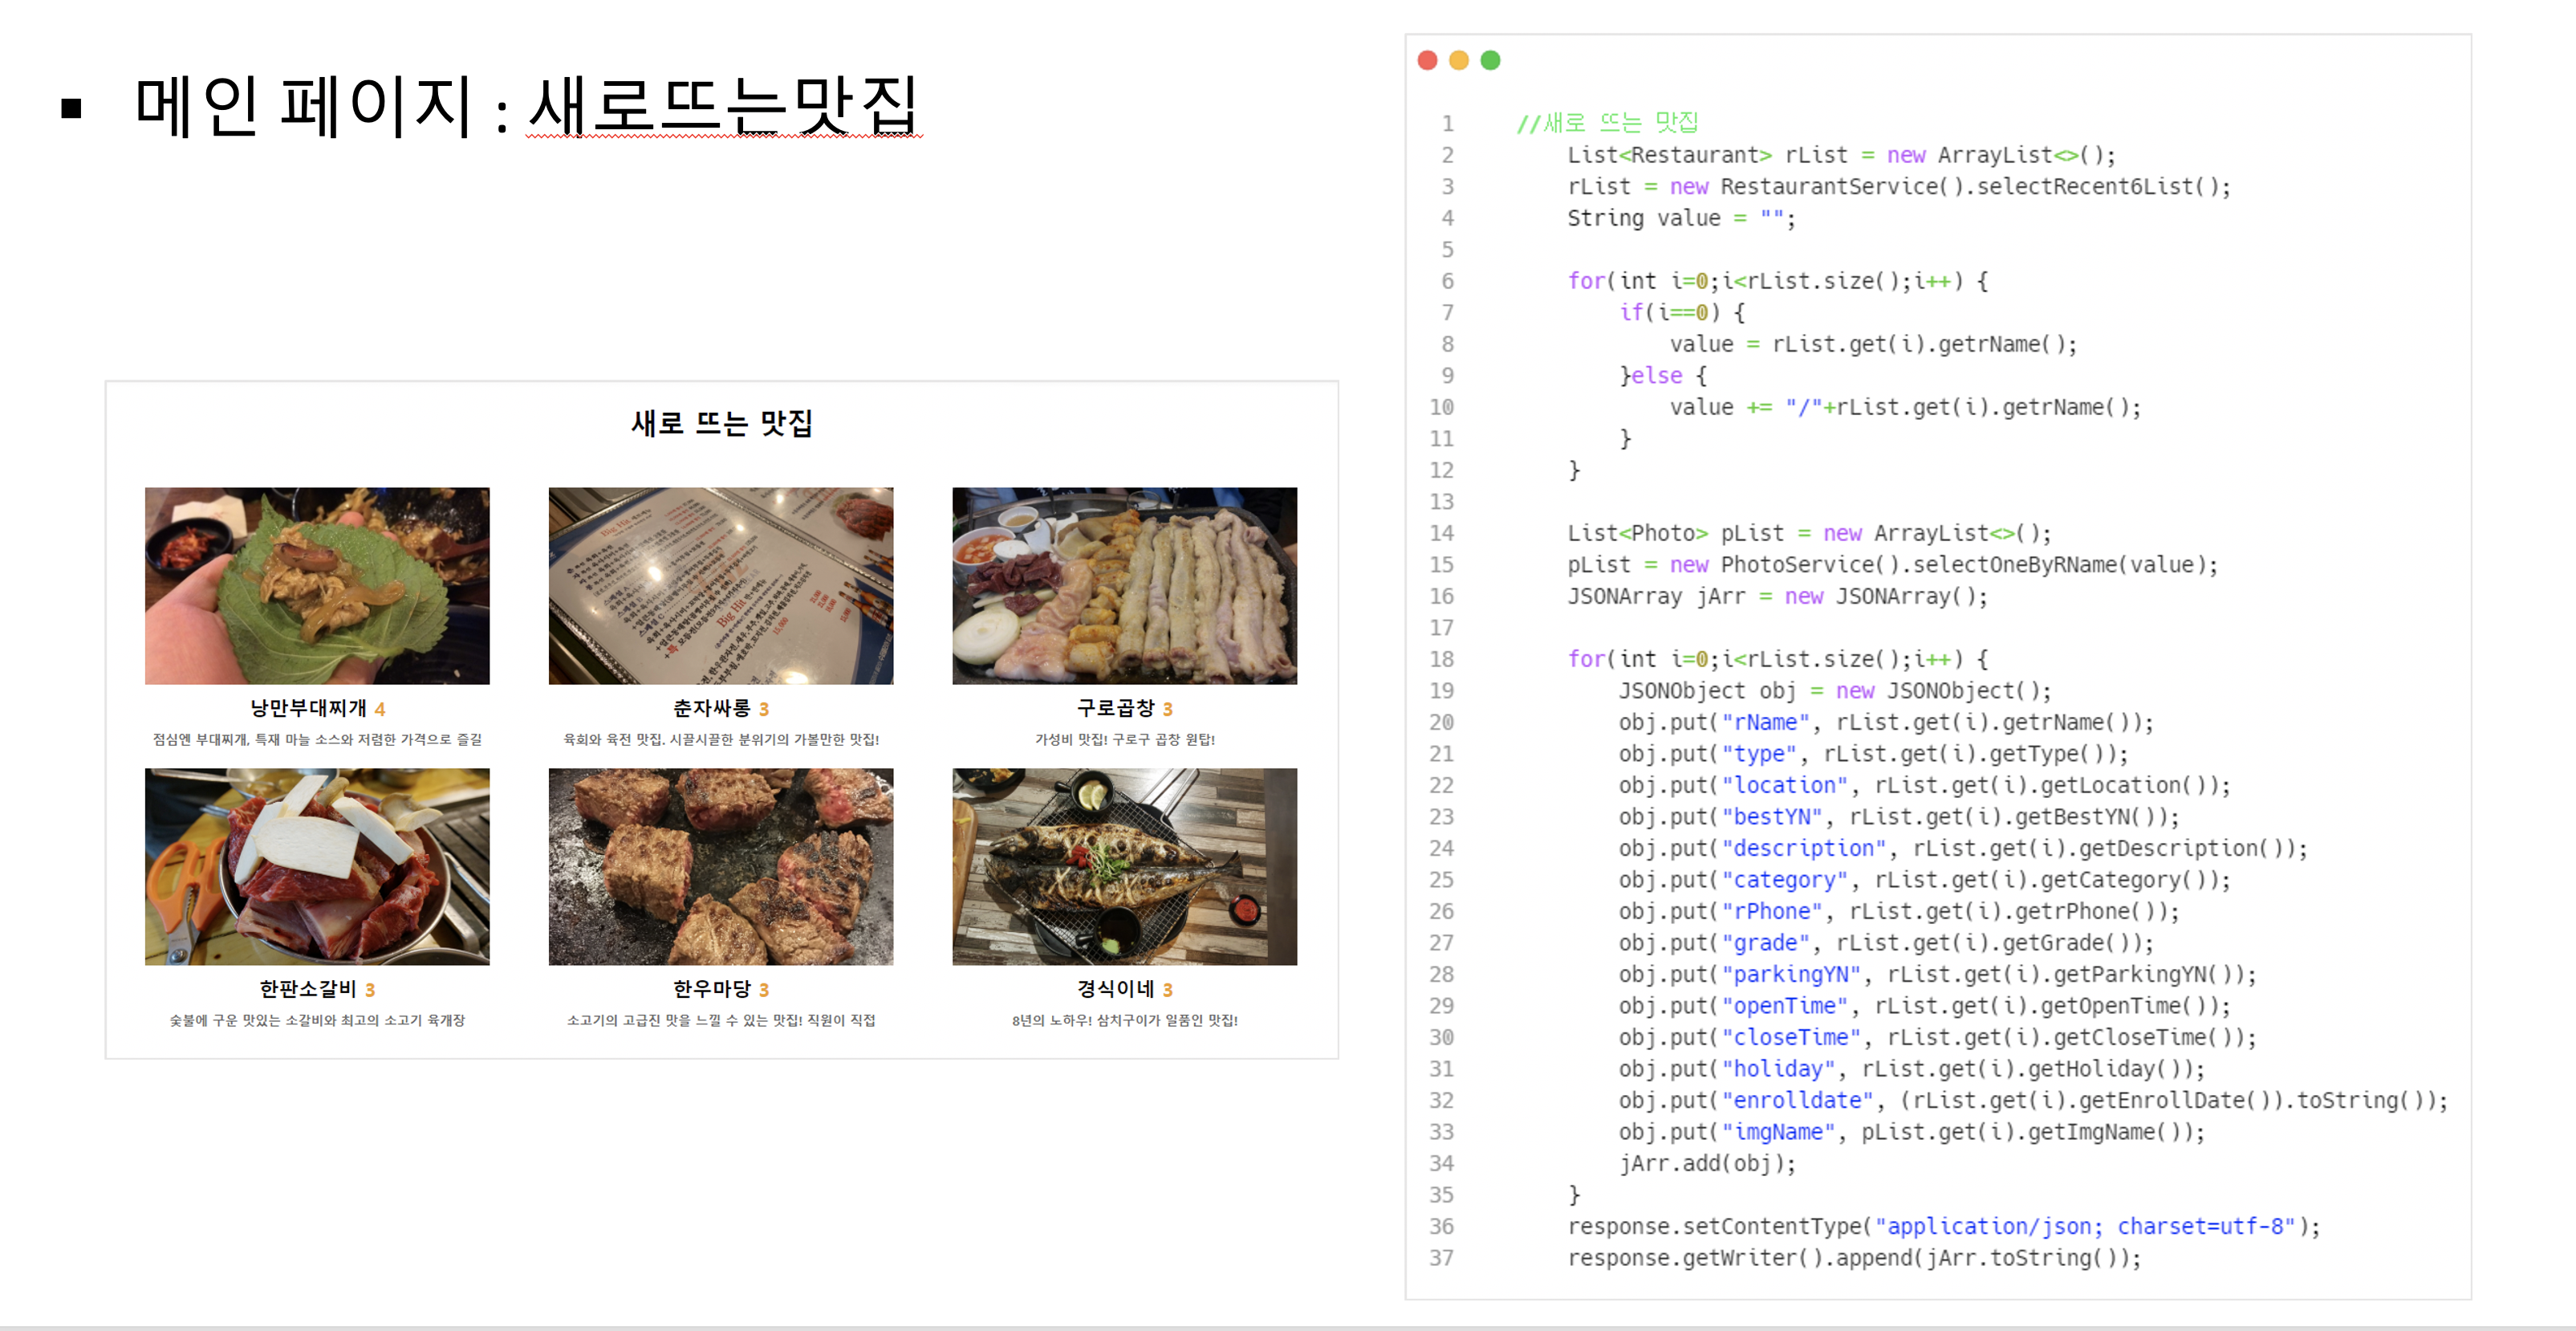 ▪ 메인 페이지 : 새로뜨는맛집
새로 뜨는 맛집
Big Hit
Big Hit
낭만부대찌개 4
춘자싸롱 3
구로곱창 3
점심엔 부대찌개, 특재 마늘 소스와 저렴한 가격으로 즐길
육회와 육전 맛집. 시끌시끌한 분위기의 가볼만한 맛집!
가성비 맛집! 구로구 곱창 원탑!
한판소갈비 3
한우마당 3
경식이네 3
숯불에 구운 맛있는 소갈비와 최고의 소고기 육개장
소고기의 고급진 맛을 느낄 수 있는 맛집! 직원이 직접
8년의 노하우! 삼치구이가 일품인 맛집!
1 //새로 뜨는 맛집
2 List<Restaurant> rList = new ArrayList<>();
3 rList = new RestaurantService().selectRecent6List();
4 String value = "";
5
6 for(int i=0;i<rList.size();i++) {
7 if(i==0) {
8 value = rList.get(i).getrName();
9 }else {
10 value += "/"+rList.get(i).getrName();
11 }
12 }
13
14 List<Photo> pList = new ArrayList<>();
15 pList = new PhotoService().selectOneByRName(value);
16 JSONArray jArr = new JSONArray();
17
18 for(int i=0;i<rList.size();i++) {
19 JSONObject obj = new JSONObject();
20 obj.put("rName", rList.get(i).getrName());
21 obj.put("type", rList.get(i).getType());
22 obj.put("location", rList.get(i).getLocation());
23 obj.put("bestYN", rList.get(i).getBestYN());
24 obj.put("description", rList.get(i).getDescription());
25 obj.put("category", rList.get(i).getCategory());
26 obj.put("rPhone", rList.get(i).getrPhone());
27 obj.put("grade", rList.get(i).getGrade());
28 obj.put("parkingYN", rList.get(i).getParkingYN());
29 obj.put("openTime", rList.get(i).getOpenTime());
30 obj.put("closeTime", rList.get(i).getCloseTime());
31 obj.put("holiday", rList.get(i).getHoliday());
32 obj.put("enrolldate", (rList.get(i).getEnrollDate()).toString());
33 obj.put("imgName", pList.get(i).getImgName());
34 jArr.add(obj);
35 }
36 response.setContentType("application/json; charset=utf-8");
37 response.getWriter().append(jArr.toString());